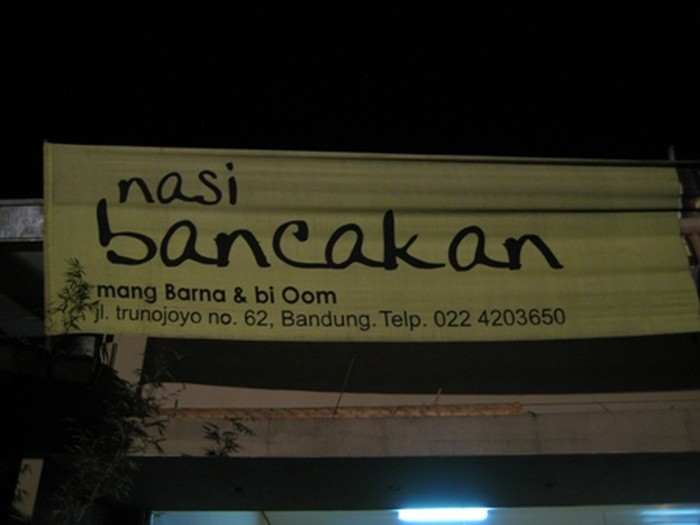 nasi
bancakan
mang Barna & bi Oom
jl. trunojoyo no. 62, Bandung. Telp. 022 4203650